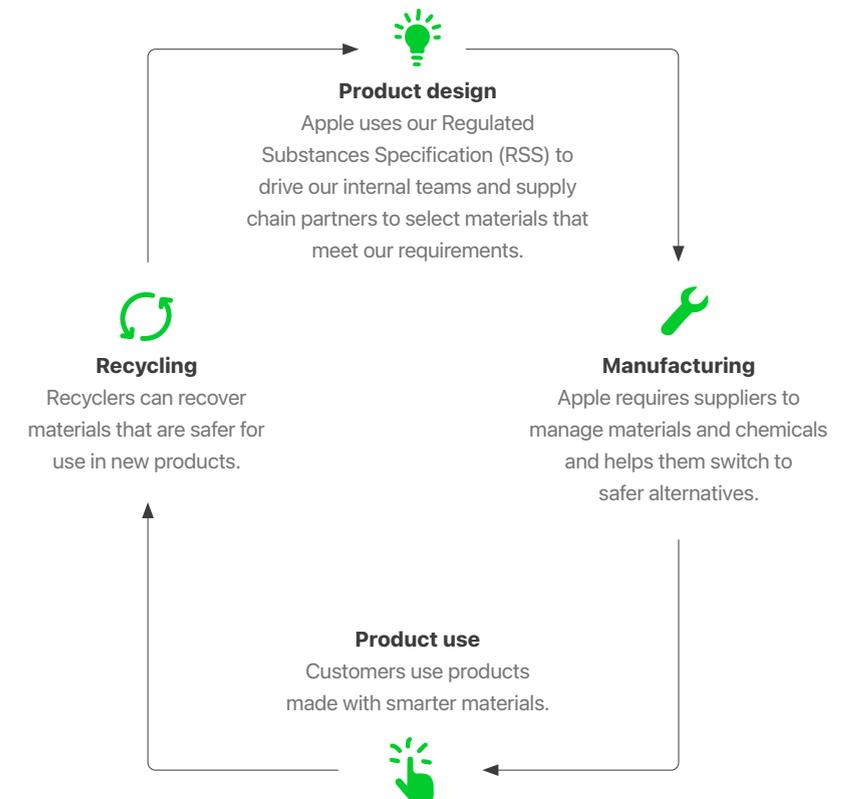 Product design
Apple uses our Regulated
Substances Specification (RSS) to
drive our internal teams and supply
chain partners to select materials that
meet our requirements.
Recycling
Recyclers can recover
materials that are safer for
use in new products.
Manufacturing
Apple requires suppliers to
manage materials and chemicals
and helps them switch to
safer alternatives.
Product use
Customers use products
made with smarter materials.